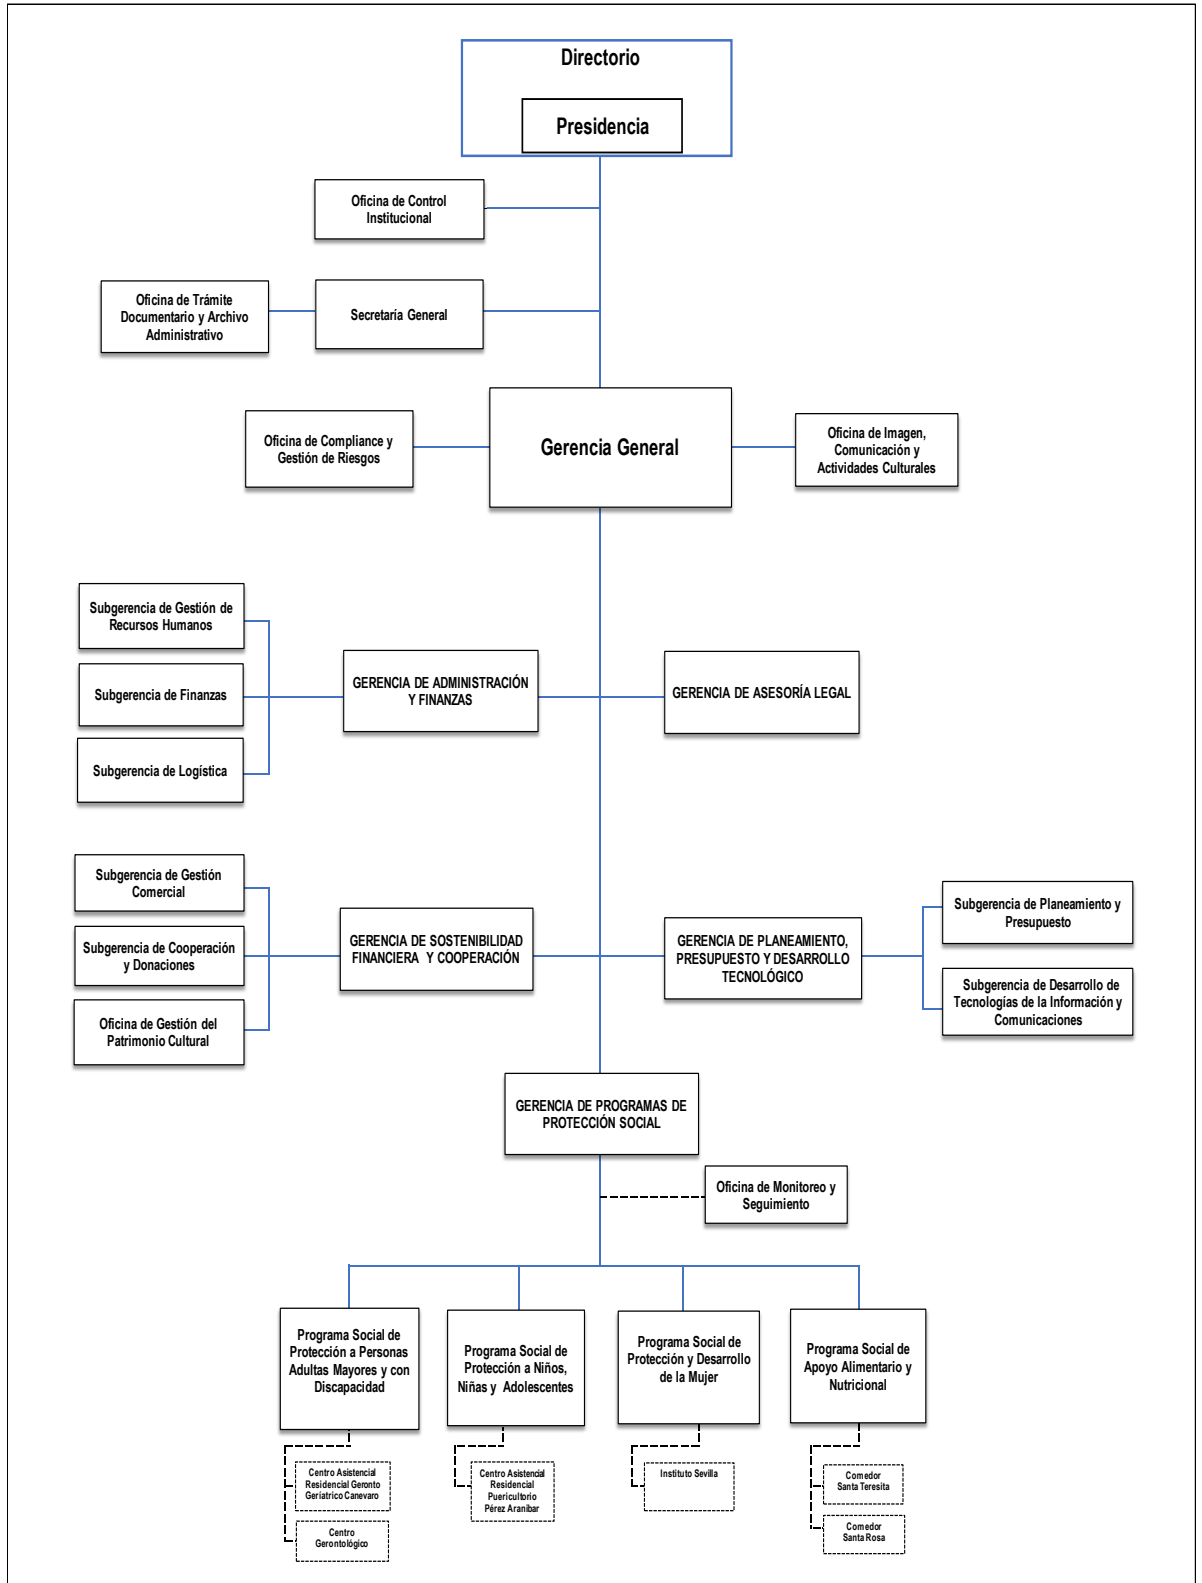 Directorio
Presidencia
Oficina de Control
Institucional
Oficina de Trámite
Documentario y Archivo
Administrativo
Secretaría General
Oficina de Compliance y
Gestión de Riesgos
Gerencia General
Oficina de Imagen,
Comunicación y
Actividades Culturales
Subgerencia de Gestión de
Recursos Humanos
Subgerencia de Finanzas
Subgerencia de Logística
GERENCIA DE ADMINISTRACIÓN
Y FINANZAS
GERENCIA DE ASESORÍA LEGAL
Subgerencia de Gestión
Comercial
Subgerencia de Cooperación
y Donaciones
Oficina de Gestión del
Patrimonio Cultural
GERENCIA DE SOSTENIBILIDAD
FINANCIERA Y COOPERACIÓN
GERENCIA DE PLANEAMIENTO,
PRESUPUESTO Y DESARROLLO
TECNOLÓGICO
Subgerencia de Planeamiento y
Presupuesto
Subgerencia de Desarrollo de
Tecnologías de la Información y
Comunicaciones
GERENCIA DE PROGRAMAS DE
PROTECCIÓN SOCIAL
Oficina de Monitoreo y
Seguimiento
Programa Social de
Protección a Personas
Adultas Mayores y con
Discapacidad
Programa Social de
Protección a Niños,
Niñas y Adolescentes
Programa Social de
Protección y Desarrollo
de la Mujer
Programa Social de
Apoyo Alimentario y
Nutricional
Centro Asistencial
Residencial Geronto
Geríatrico Canevaro
Centro
Gerontológico
Centro Asistencial
Residencial
Puericultorio
Pérez Araníbar
Instituto Sevilla
Comedor
Santa Teresita
Comedor
Santa Rosa